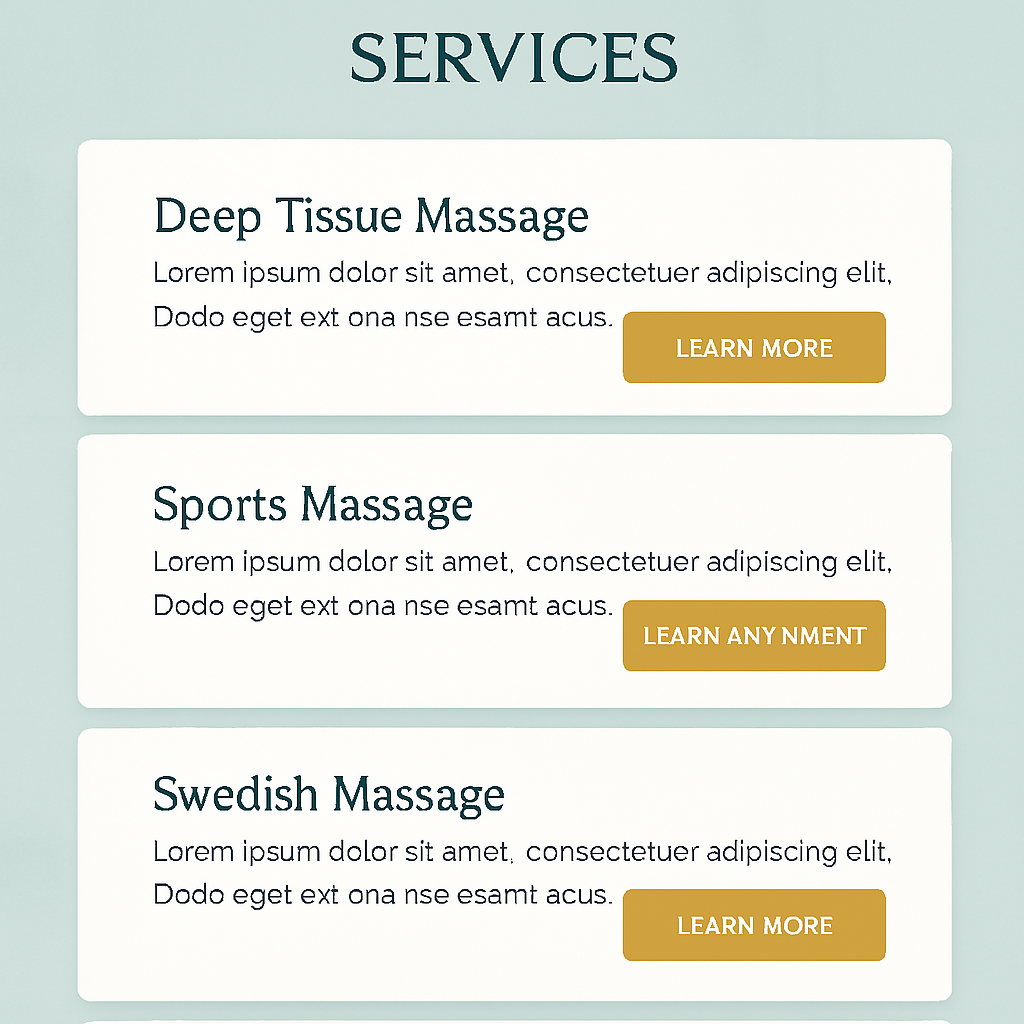 SERVICES
Deep Tissue Massage
Lorem ipsum dolor sit amet, consectetuer adipiscing elit,
Dodo eget ext ona nse esamt acus.
LEARN MORE
Sports Massage
Lorem ipsum dolor sit amet, consectetuer adipiscing elit,
Dodo eget ext ona nse esamt acus.
LEARN ANY NMENT
Swedish Massage
Lorem ipsum dolor sit amet, consectetuer adipiscing elit,
Dodo eget ext ona nse esamt acus.
LEARN MORE